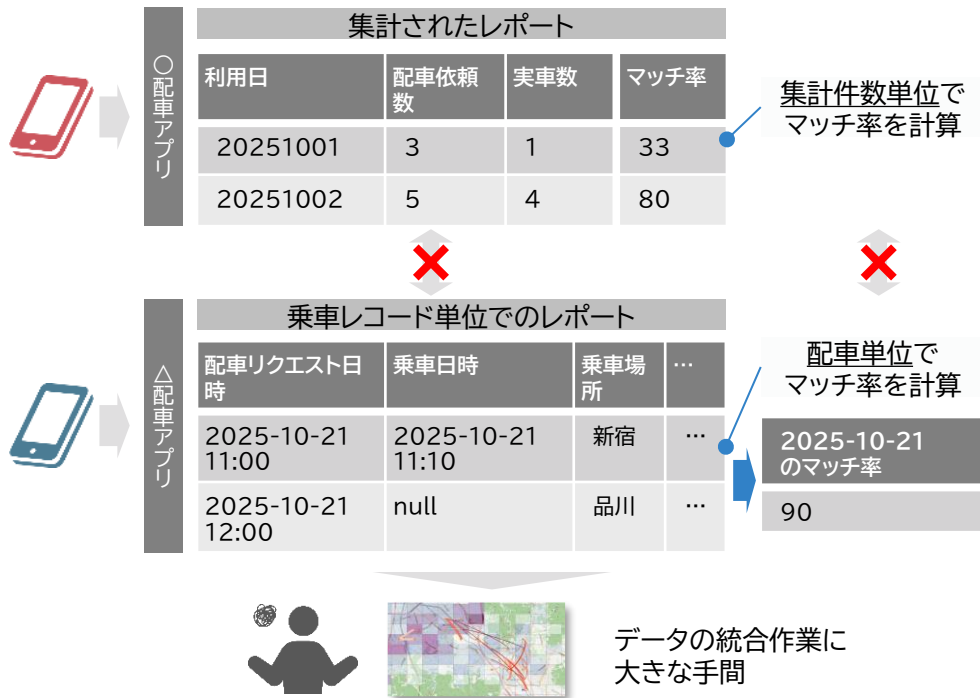 集計されたレポート
○配車アプリ
利用日 配車依頼数 実車数 マッチ率
20251001 3 1 33
20251002 5 4 80
集計件数単位で
マッチ率を計算
乗車レコード単位でのレポート
△配車アプリ
配車リクエスト日時 乗車日時 乗車場所 …
2025-10-21 11:00 2025-10-21 11:10 新宿 …
2025-10-21 12:00 null 品川 …
配車単位で
マッチ率を計算
2025-10-21
のマッチ率
90
データの統合作業に
大きな手間